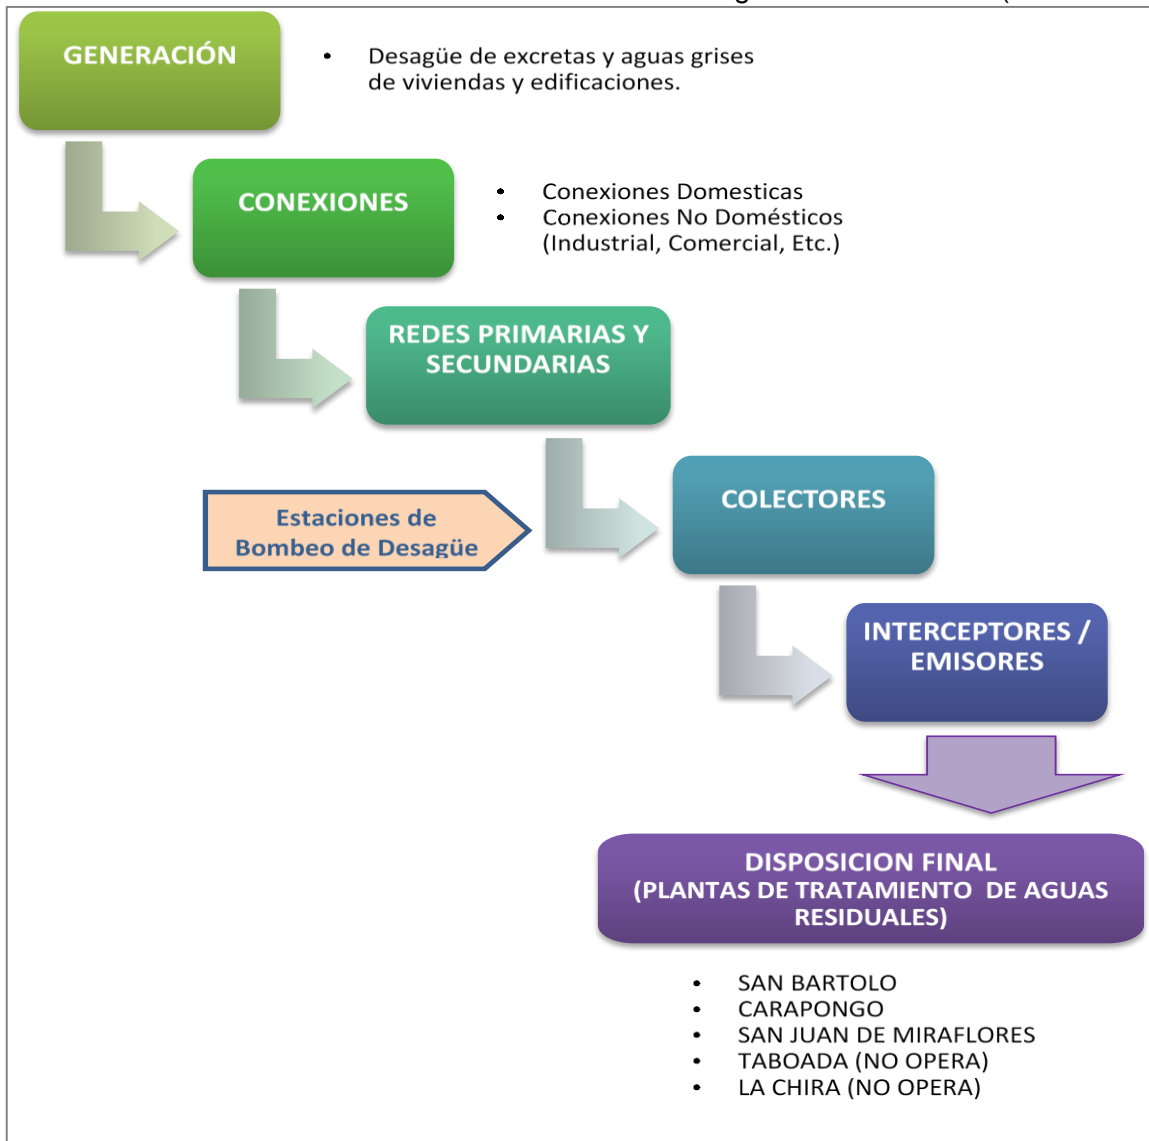 GENERACIÓN
• Desagüe de excretas y aguas grises
de viviendas y edificaciones.
CONEXIONES
• Conexiones Domesticas
• Conexiones No Domésticos
(Industrial, Comercial, Etc.)
REDES PRIMARIAS Y
SECUNDARIAS
Estaciones de
Bombeo de Desagüe
COLECTORES
INTERCEPTORES /
EMISORES
DISPOSICION FINAL
(PLANTAS DE TRATAMIENTO DE AGUAS
RESIDUALES)
• SAN BARTOLO
• CARAPONGO
• SAN JUAN DE MIRAFLORES
• TABOADA (NO OPERA)
• LA CHIRA (NO OPERA)